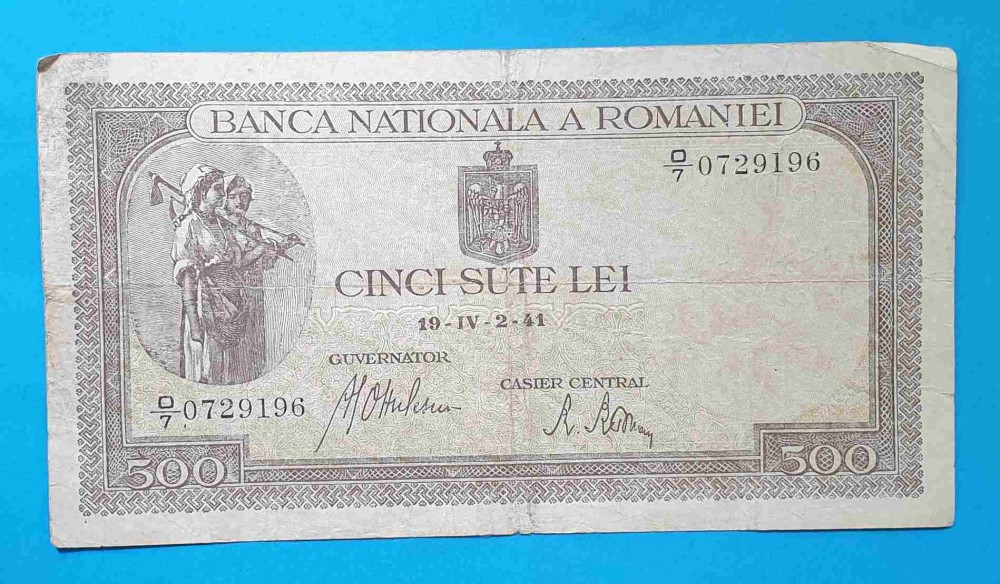 BANCA NATIONALA A ROMANIEI
O/7 0729196
CINCI SUTE LEI
19-IV-2-41
GUVERNATOR
CASIER CENTRAL
O/7 0729196
500
500